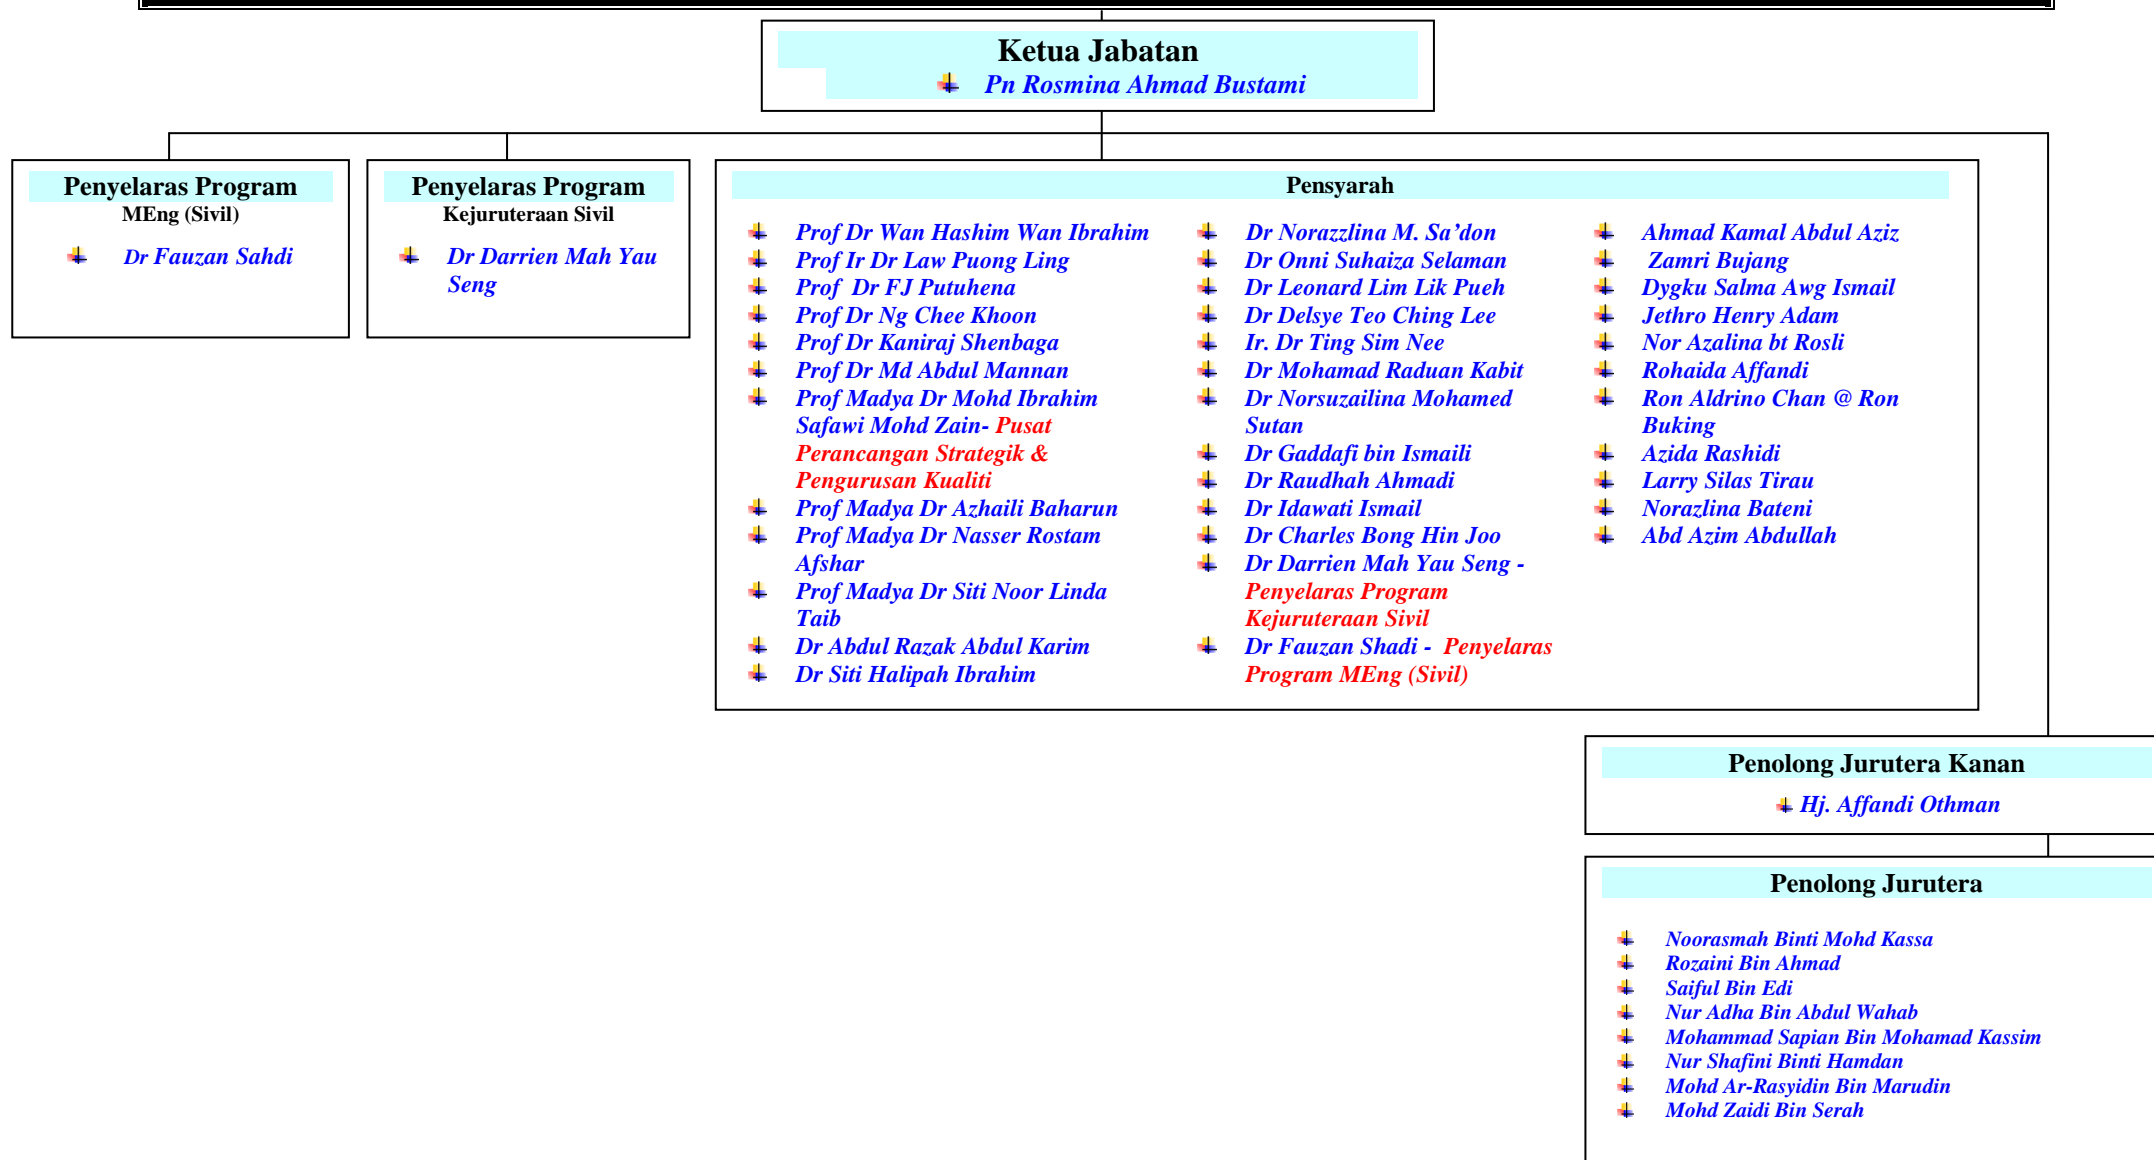 Ketua Jabatan
Pn Rosmina Ahmad Bustami
Penyelaras Program
MEng (Sivil)
Dr Fauzan Sahdi
Penyelaras Program
Kejuruteraan Sivil
Dr Darrien Mah Yau
Seng
Pensyarah
Prof Dr Wan Hashim Wan Ibrahim
Prof Ir Dr Law Puong Ling
Prof  Dr FJ Putuhena
Prof Dr Ng Chee Khoon
Prof Dr Kaniraj Shenbaga
Prof Dr Md Abdul Mannan
Prof Madya Dr Mohd Ibrahim
Safawi Mohd Zain- Pusat
Perancangan Strategik &
Pengurusan Kualiti
Prof Madya Dr Azhaili Baharun
Prof Madya Dr Nasser Rostam
Afshar
Prof Madya Dr Siti Noor Linda
Taib
Dr Abdul Razak Abdul Karim
Dr Siti Halipah Ibrahim
Dr Norazzlina M. Sa’don
Dr Onni Suhaiza Selaman
Dr Leonard Lim Lik Pueh
Dr Delsye Teo Ching Lee
Ir. Dr Ting Sim Nee
Dr Mohamad Raduan Kabit
Dr Norsuzailina Mohamed
Sutan
Dr Gaddafi bin Ismaili
Dr Raudhah Ahmadi
Dr Idawati Ismail
Dr Charles Bong Hin Joo
Dr Darrien Mah Yau Seng -
Penyelaras Program
Kejuruteraan Sivil
Dr Fauzan Shadi -  Penyelaras
Program MEng (Sivil)
Ahmad Kamal Abdul Aziz
Zamri Bujang
Dygku Salma Awg Ismail
Jethro Henry Adam
Nor Azalina bt Rosli
Rohaida Affandi
Ron Aldrino Chan @ Ron
Buking
Azida Rashidi
Larry Silas Tirau
Norazlina Bateni
Abd Azim Abdullah
Penolong Jurutera Kanan
Hj. Affandi Othman
Penolong Jurutera
Noorasmah Binti Mohd Kassa
Rozaini Bin Ahmad
Saiful Bin Edi
Nur Adha Bin Abdul Wahab
Mohammad Sapian Bin Mohamad Kassim
Nur Shafini Binti Hamdan
Mohd Ar-Rasyidin Bin Marudin
Mohd Zaidi Bin Serah